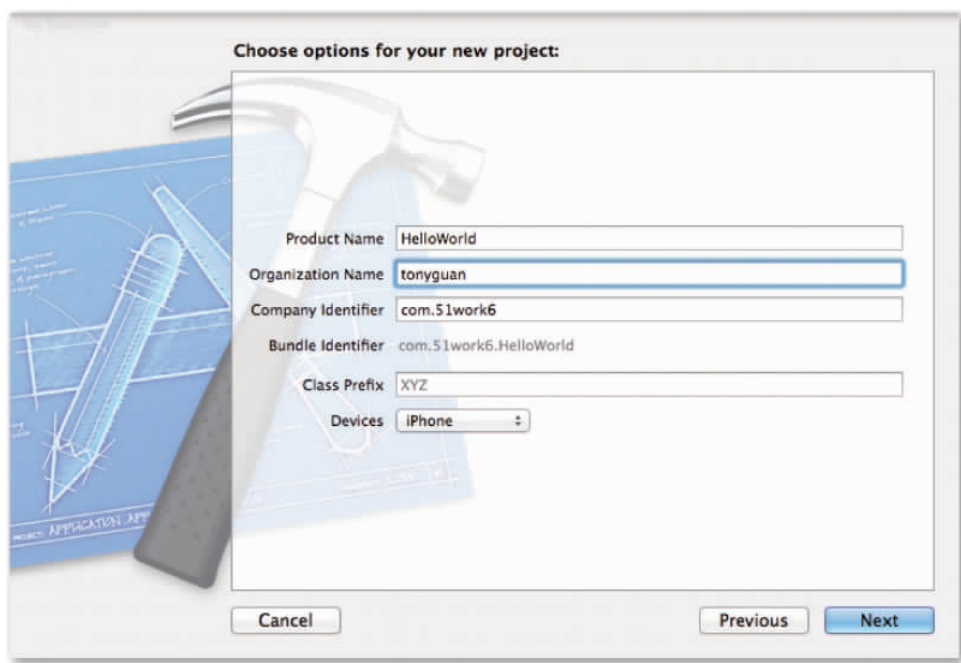 Choose options for your new project:
Product Name HelloWorld
Organization Name tonyguan
Company Identifier com.51work6
Bundle Identifier com.51work6.HelloWorld
Class Prefix XYZ
Devices iPhone
APPLICATION
Cancel Previous Next